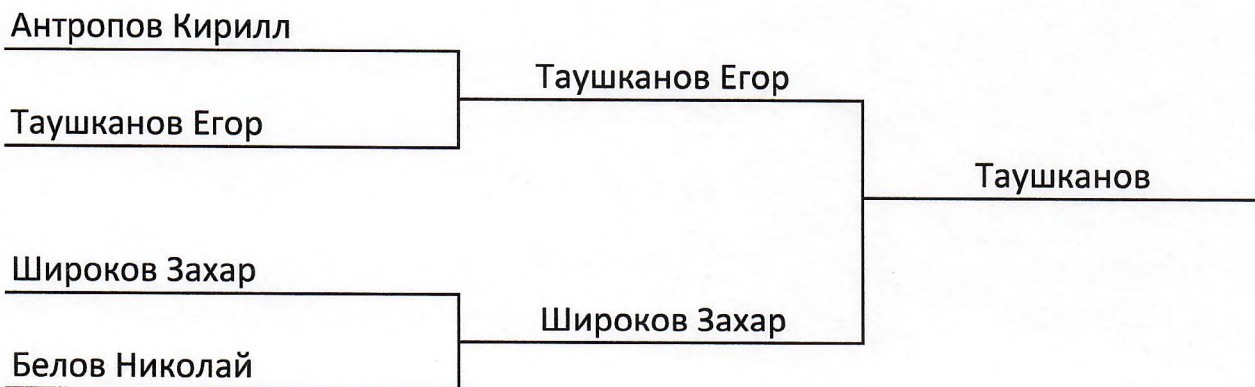 Антропов Кирилл
Таушканов Егор
Таушканов Егор
Таушканов
Широков Захар
Широков Захар
Белов Николай